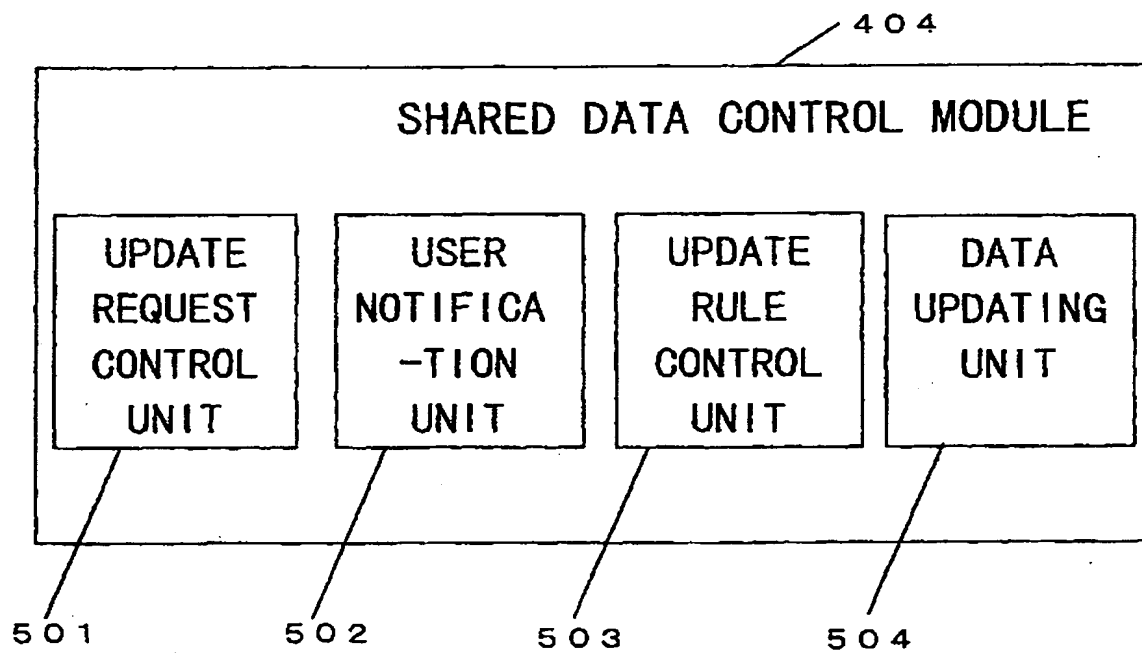 404
SHARED DATA CONTROL MODULE
UPDATE
REQUEST
CONTROL
UNIT
USER
NOTIFICA
-TION
UNIT
UPDATE
RULE
CONTROL
UNIT
DATA
UPDATING
UNIT
501
502
503
504